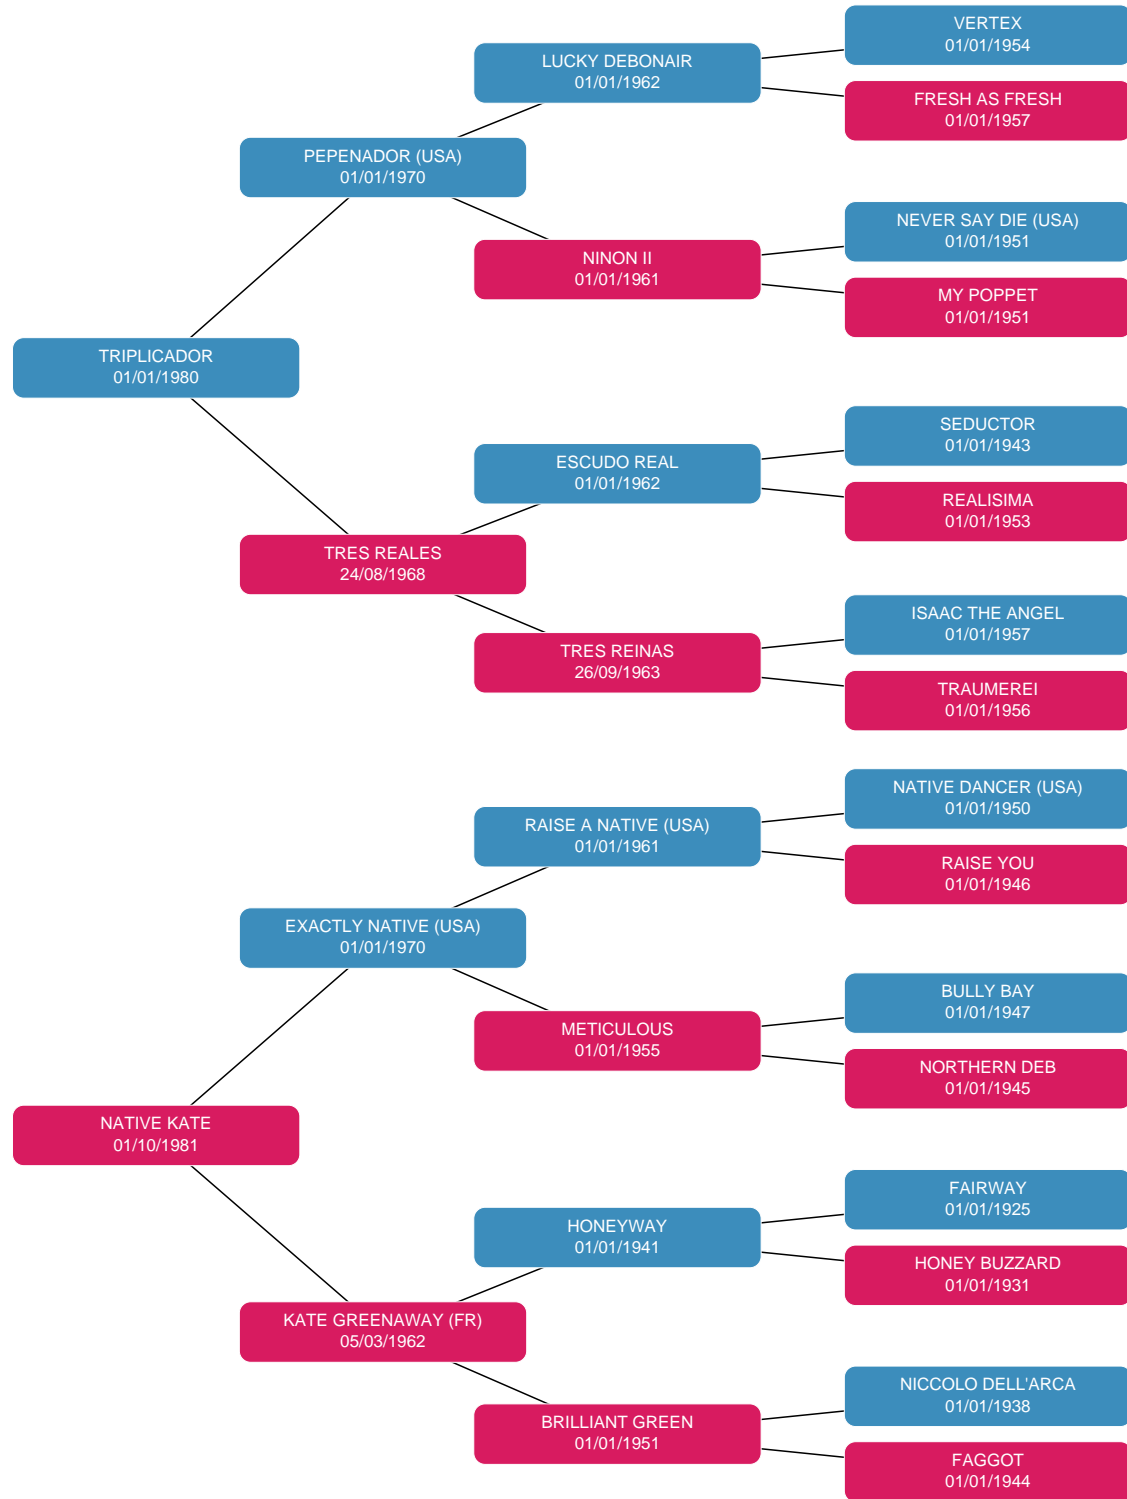 VERTEX
01/01/1954
LUCKY DEBONAIR
01/01/1962
FRESH AS FRESH
01/01/1957
PEPENADOR (USA)
01/01/1970
NEVER SAY DIE (USA)
01/01/1951
NINON II
01/01/1961
MY POPPET
01/01/1951
TRIPLICADOR
01/01/1980
SEDUCTOR
01/01/1943
ESCUDO REAL
01/01/1962
REALISIMA
01/01/1953
TRES REALES
24/08/1968
ISAAC THE ANGEL
01/01/1957
TRES REINAS
26/09/1963
TRAUMEREI
01/01/1956
NATIVE DANCER (USA)
01/01/1950
RAISE A NATIVE (USA)
01/01/1961
RAISE YOU
01/01/1946
EXACTLY NATIVE (USA)
01/01/1970
BULLY BAY
01/01/1947
METICULOUS
01/01/1955
NORTHERN DEB
01/01/1945
NATIVE KATE
01/10/1981
FAIRWAY
01/01/1925
HONEYWAY
01/01/1941
HONEY BUZZARD
01/01/1931
KATE GREENAWAY (FR)
05/03/1962
NICCOLO DELL'ARCA
01/01/1938
BRILLIANT GREEN
01/01/1951
FAGGOT
01/01/1944